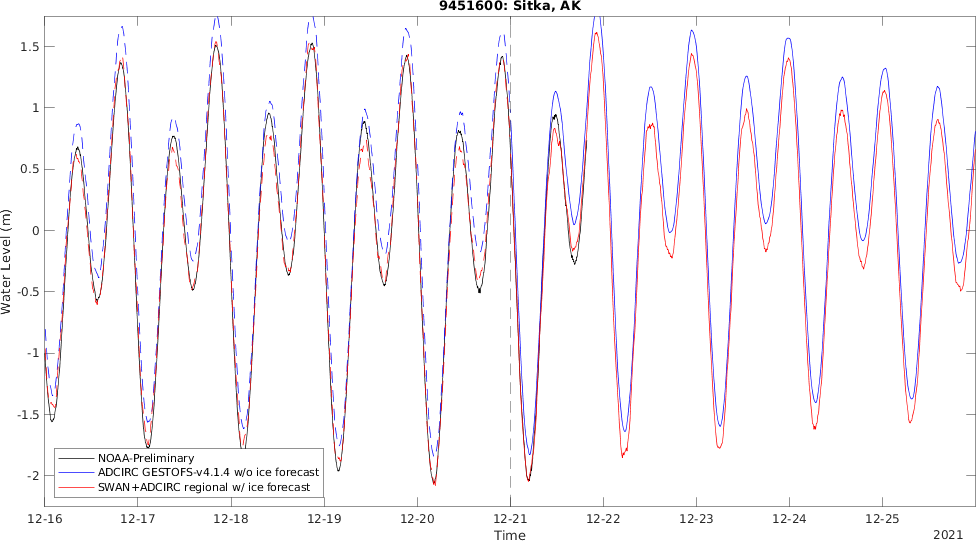 9451600: Sitka, AK
Water Level (m)
1.5
1
0.5
0
-0.5
-1
-1.5
-2
NOAA-Preliminary
ADCIRC GESTOFS-v4.1.4 w/o ice forecast
SWAN+ADCIRC regional w/ ice forecast
12-16 12-17 12-18 12-19 12-20 12-21 12-22 12-23 12-24 12-25
Time
2021